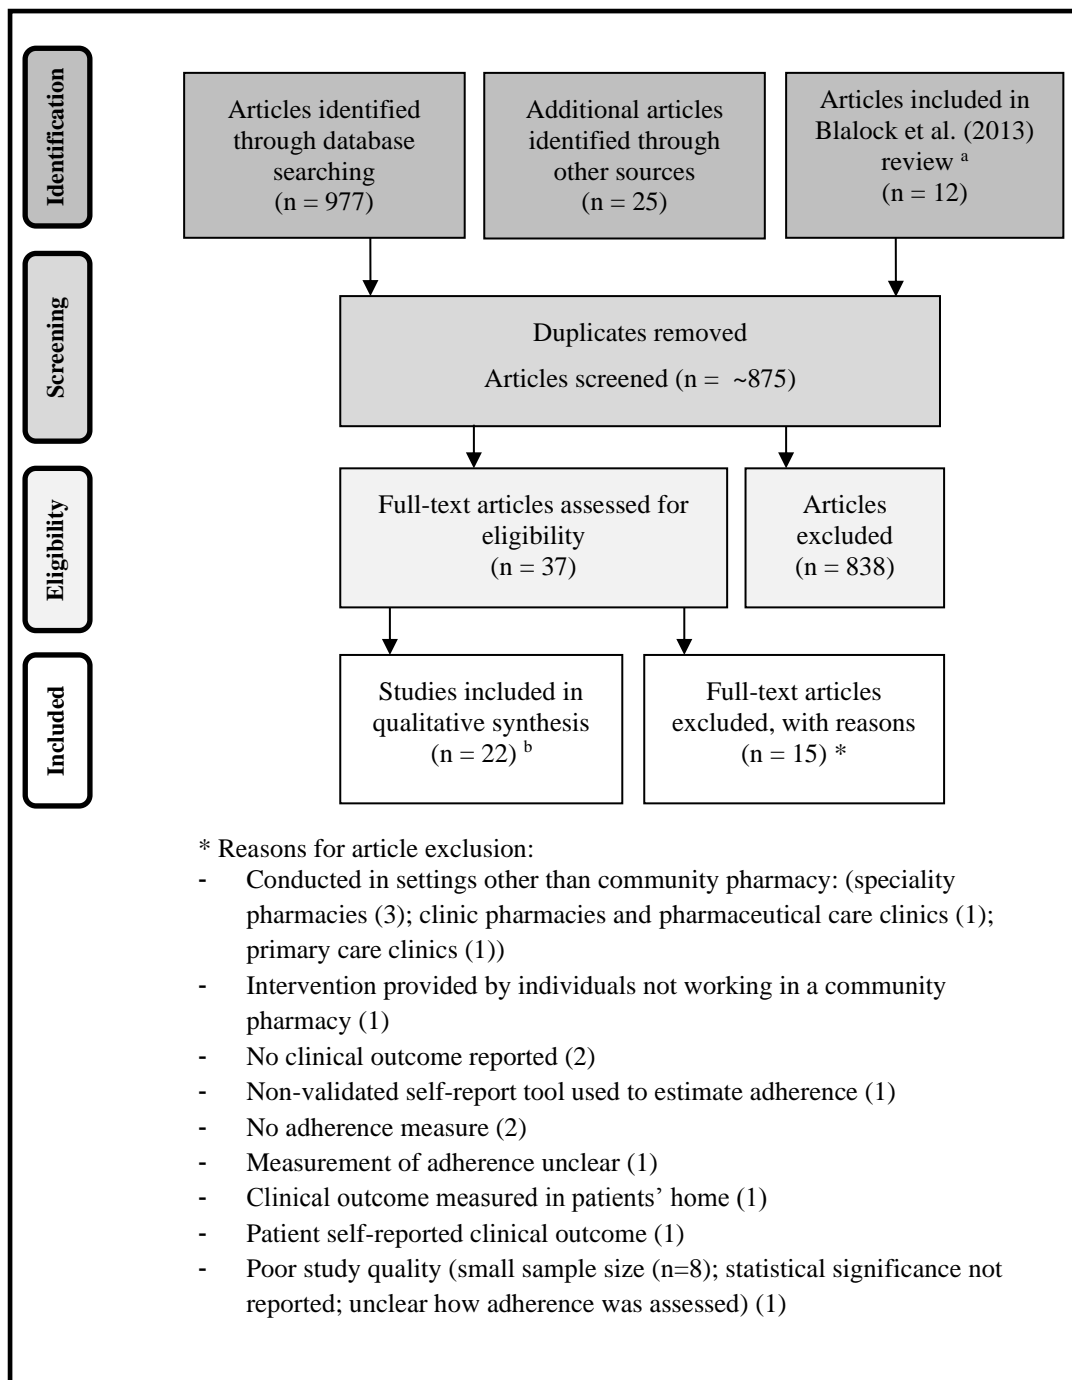 Identification
Articles identified
through database
searching
(n = 977)
Additional articles
identified through
other sources
(n = 25)
Articles included in
Blalock et al. (2013)
review a
(n = 12)
Screening
Duplicates removed
Articles screened (n = ~875)
Eligibility
Full-text articles assessed for
eligibility
(n = 37)
Articles
excluded
(n = 838)
Included
Studies included in
qualitative synthesis
(n = 22) b
Full-text articles
excluded, with reasons
(n = 15) *
* Reasons for article exclusion:
- Conducted in settings other than community pharmacy: (speciality
pharmacies (3); clinic pharmacies and pharmaceutical care clinics (1);
primary care clinics (1))
- Intervention provided by individuals not working in a community
pharmacy (1)
- No clinical outcome reported (2)
- Non-validated self-report tool used to estimate adherence (1)
- No adherence measure (2)
- Measurement of adherence unclear (1)
- Clinical outcome measured in patients’ home (1)
- Patient self-reported clinical outcome (1)
- Poor study quality (small sample size (n=8); statistical significance not
reported; unclear how adherence was assessed) (1)